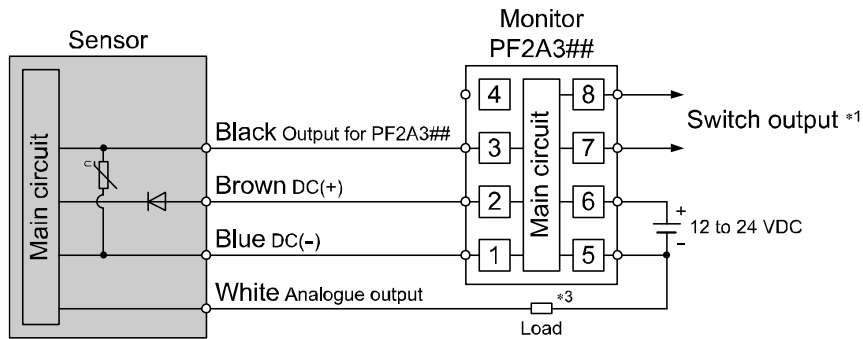 Sensor
Monitor
PF2A3##
Main circuit
Black Output for PF2A3##
Brown DC(+)
Blue DC(-)
White Analogue output
4
3
2
1
Main circuit
8
7
6
5
Switch output *1
+
12 to 24 VDC
-
*3
Load